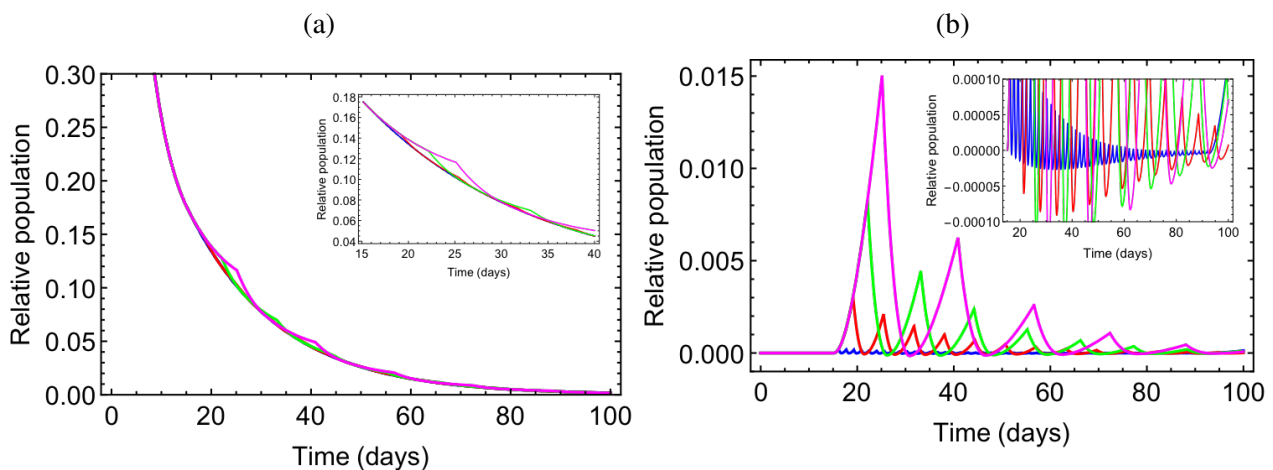 (a)
(b)
Relative population
0.30
0.25
0.20
0.15
0.10
0.05
0.00
0 20 40 60 80 100
Time (days)
Relative population
0.18
0.16
0.14
0.12
0.10
0.08
0.06
0.04
15 20 25 30 35 40
Time (days)
Relative population
0.015
0.010
0.005
0.000
0 20 40 60 80 100
Time (days)
Relative population
0.00010
0.00005
0.00000
-0.00005
-0.00010
20 30 40 50 60 70 80 90 100
Time (days)